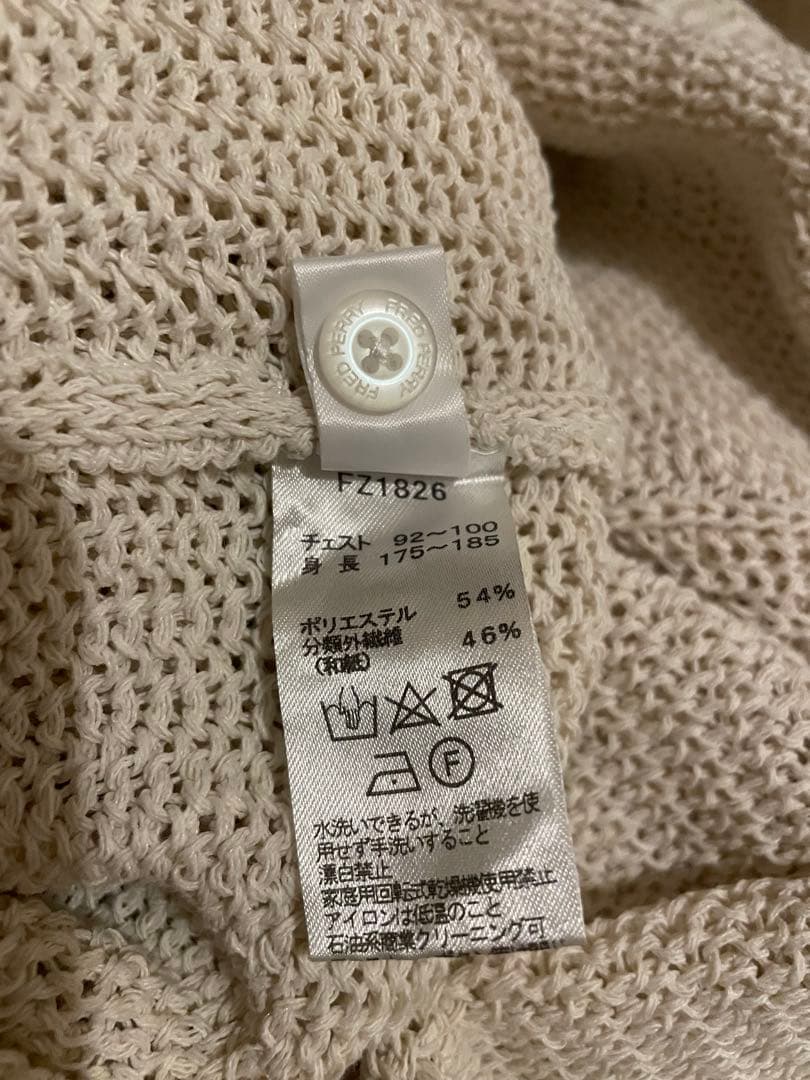 FRED PERRY FRED PERRY
FZ1826
チェスト 92～100
身長 175～185
ポリエステル 54%
分類外繊維 46%
(和紙)
F
水洗いできるが、洗濯機を使
用せず手洗いすること
漂白禁止
家庭用回転式乾燥機使用禁止
アイロンは低温のこと
石油系商業クリーニング可